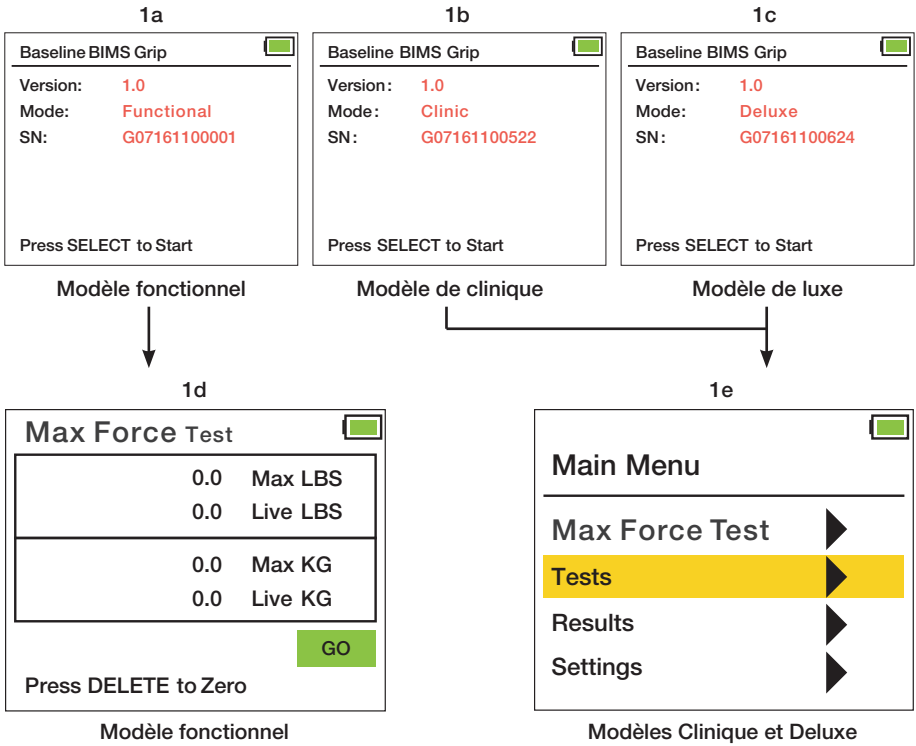 1a
Baseline BIMS Grip
Version: 1.0
Mode: Functional
SN: G07161100001
Press SELECT to Start
Modèle fonctionnel
1b
Baseline BIMS Grip
Version: 1.0
Mode: Clinic
SN: G07161100522
Press SELECT to Start
Modèle de clinique
1c
Baseline BIMS Grip
Version: 1.0
Mode: Deluxe
SN: G07161100624
Press SELECT to Start
Modèle de luxe
1d
Max Force Test
0.0 Max LBS
0.0 Live LBS
0.0 Max KG
0.0 Live KG
GO
Press DELETE to Zero
Modèle fonctionnel
1e
Main Menu
Max Force Test
Tests
Results
Settings
Modèles Clinique et Deluxe